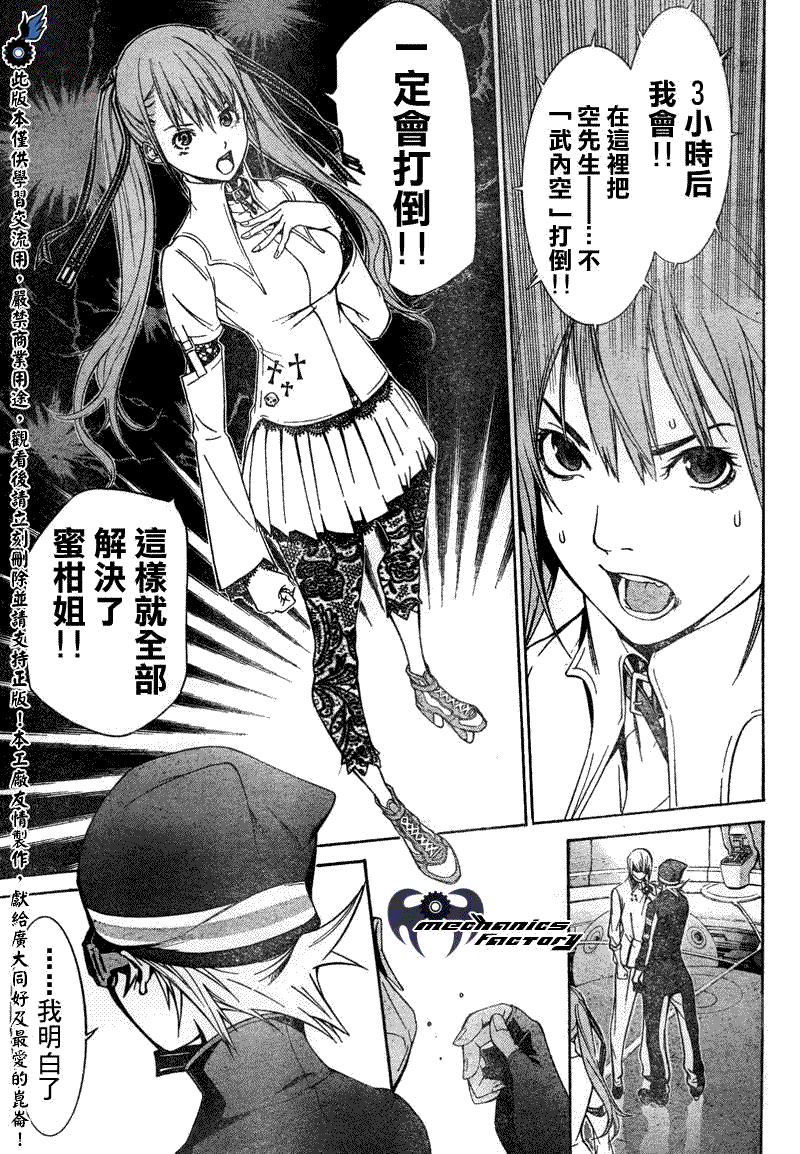 3小時后
我會!!
在這裡把
空先生——…不
「武內空」打倒!!
一定會打倒!!
這樣就全部
解決了
蜜柑姐!!
……我明白了
mechanics
factory
此版本僅供學習交流用，嚴禁商業用途，觀看後請立刻刪除並請支持正版！本工廠友情製作，獻給廣大同好及最愛的崑崙！